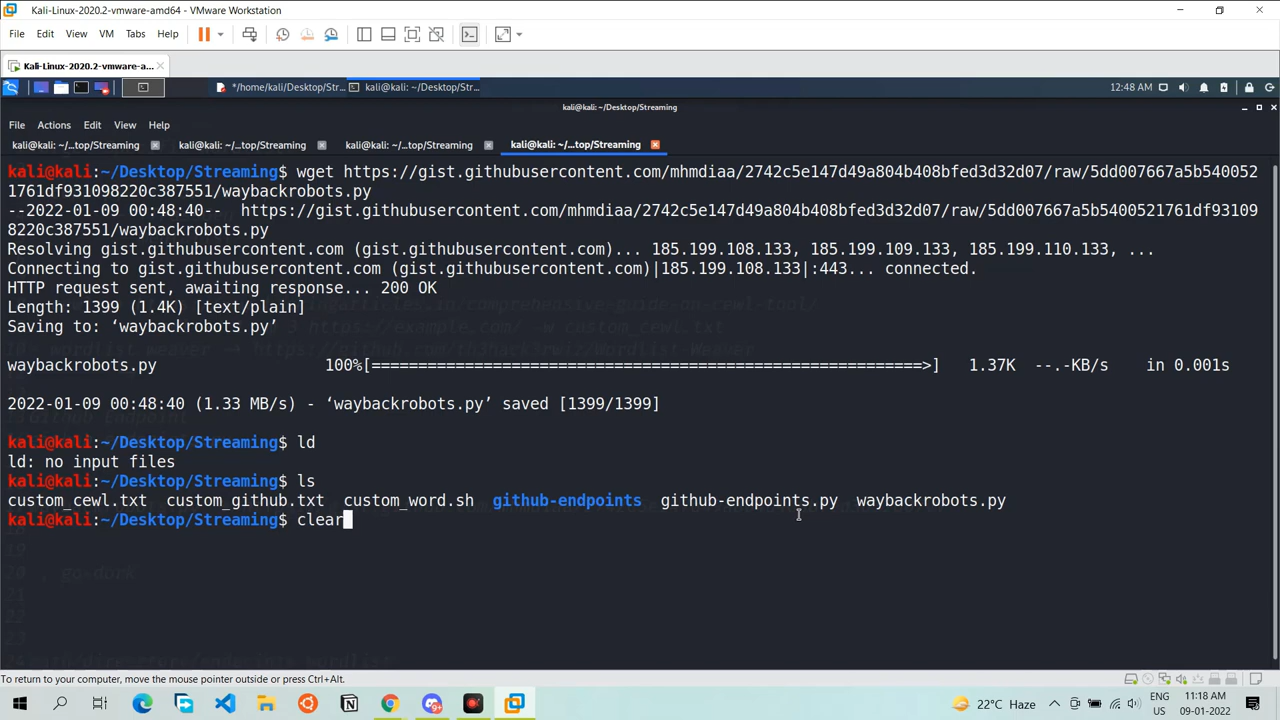 Kali-Linux-2020.2-vmware-amd64 - VMware Workstation
File Edit View VM Tabs Help
Kali-Linux-2020.2-vmware-a...
*/home/kali/Desktop/Str... kali@kali: ~/Desktop/Str... 12:48 AM
kali@kali: ~/Desktop/Streaming
File Actions Edit View Help
kali@kali: ~/...top/Streaming kali@kali: ~/...top/Streaming kali@kali: ~/...top/Streaming kali@kali: ~/...top/Streaming
kali@kali:~/Desktop/Streaming$ wget https://gist.githubusercontent.com/mhmdiaa/2742c5e147d49a804b408bfed3d32d07/raw/5dd007667a5b540052
1761df931098220c387551/waybackrobots.py
--2022-01-09 00:48:40-- https://gist.githubusercontent.com/mhmdiaa/2742c5e147d49a804b408bfed3d32d07/raw/5dd007667a5b5400521761df93109
8220c387551/waybackrobots.py
Resolving gist.githubusercontent.com (gist.githubusercontent.com)... 185.199.108.133, 185.199.109.133, 185.199.110.133, ...
Connecting to gist.githubusercontent.com (gist.githubusercontent.com)|185.199.108.133|:443... connected.
HTTP request sent, awaiting response... 200 OK
Length: 1399 (1.4K) [text/plain]
Saving to: ‘waybackrobots.py’
waybackrobots.py 100%[==========================================================>] 1.37K --.-KB/s in 0.001s
2022-01-09 00:48:40 (1.33 MB/s) - ‘waybackrobots.py’ saved [1399/1399]
kali@kali:~/Desktop/Streaming$ ld
ld: no input files
kali@kali:~/Desktop/Streaming$ ls
custom_cewl.txt custom_github.txt custom_word.sh github-endpoints github-endpoints.py waybackrobots.py
kali@kali:~/Desktop/Streaming$ clear
19
20 . go-durk
21
22
23
To return to your computer, move the mouse pointer outside or press Ctrl+Alt.
22°C Haze ENG 11:18 AM
US 09-01-2022